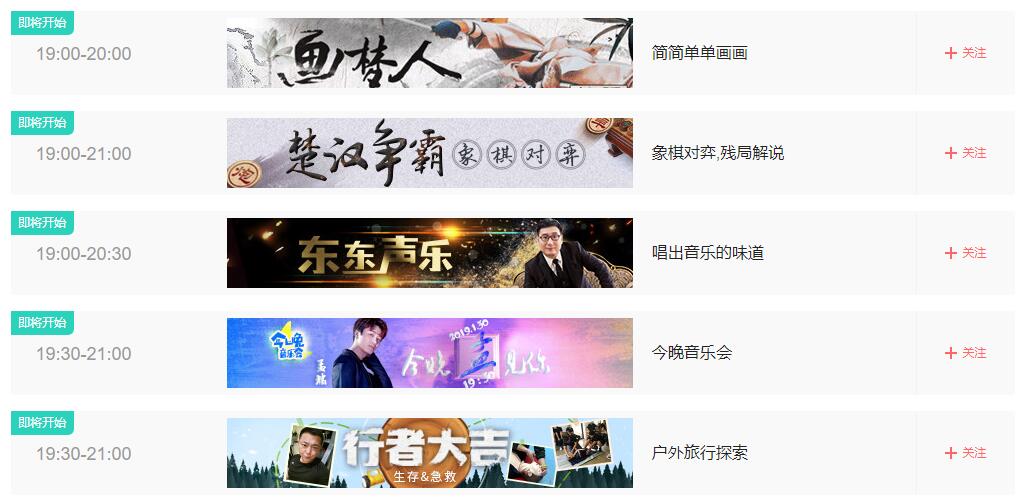 即将开始
19:00-20:00
画梦人
简简单单画画
+ 关注
即将开始
19:00-21:00
楚汉争霸 象棋对弈
象棋对弈,残局解说
+ 关注
即将开始
19:00-20:30
东东声乐
唱出音乐的味道
+ 关注
即将开始
19:30-21:00
今晚音乐会
2019.1.30
今晚 孟 见你
19:30
今晚音乐会
+ 关注
即将开始
19:30-21:00
行者大吉
生存&急救
户外旅行探索
+ 关注